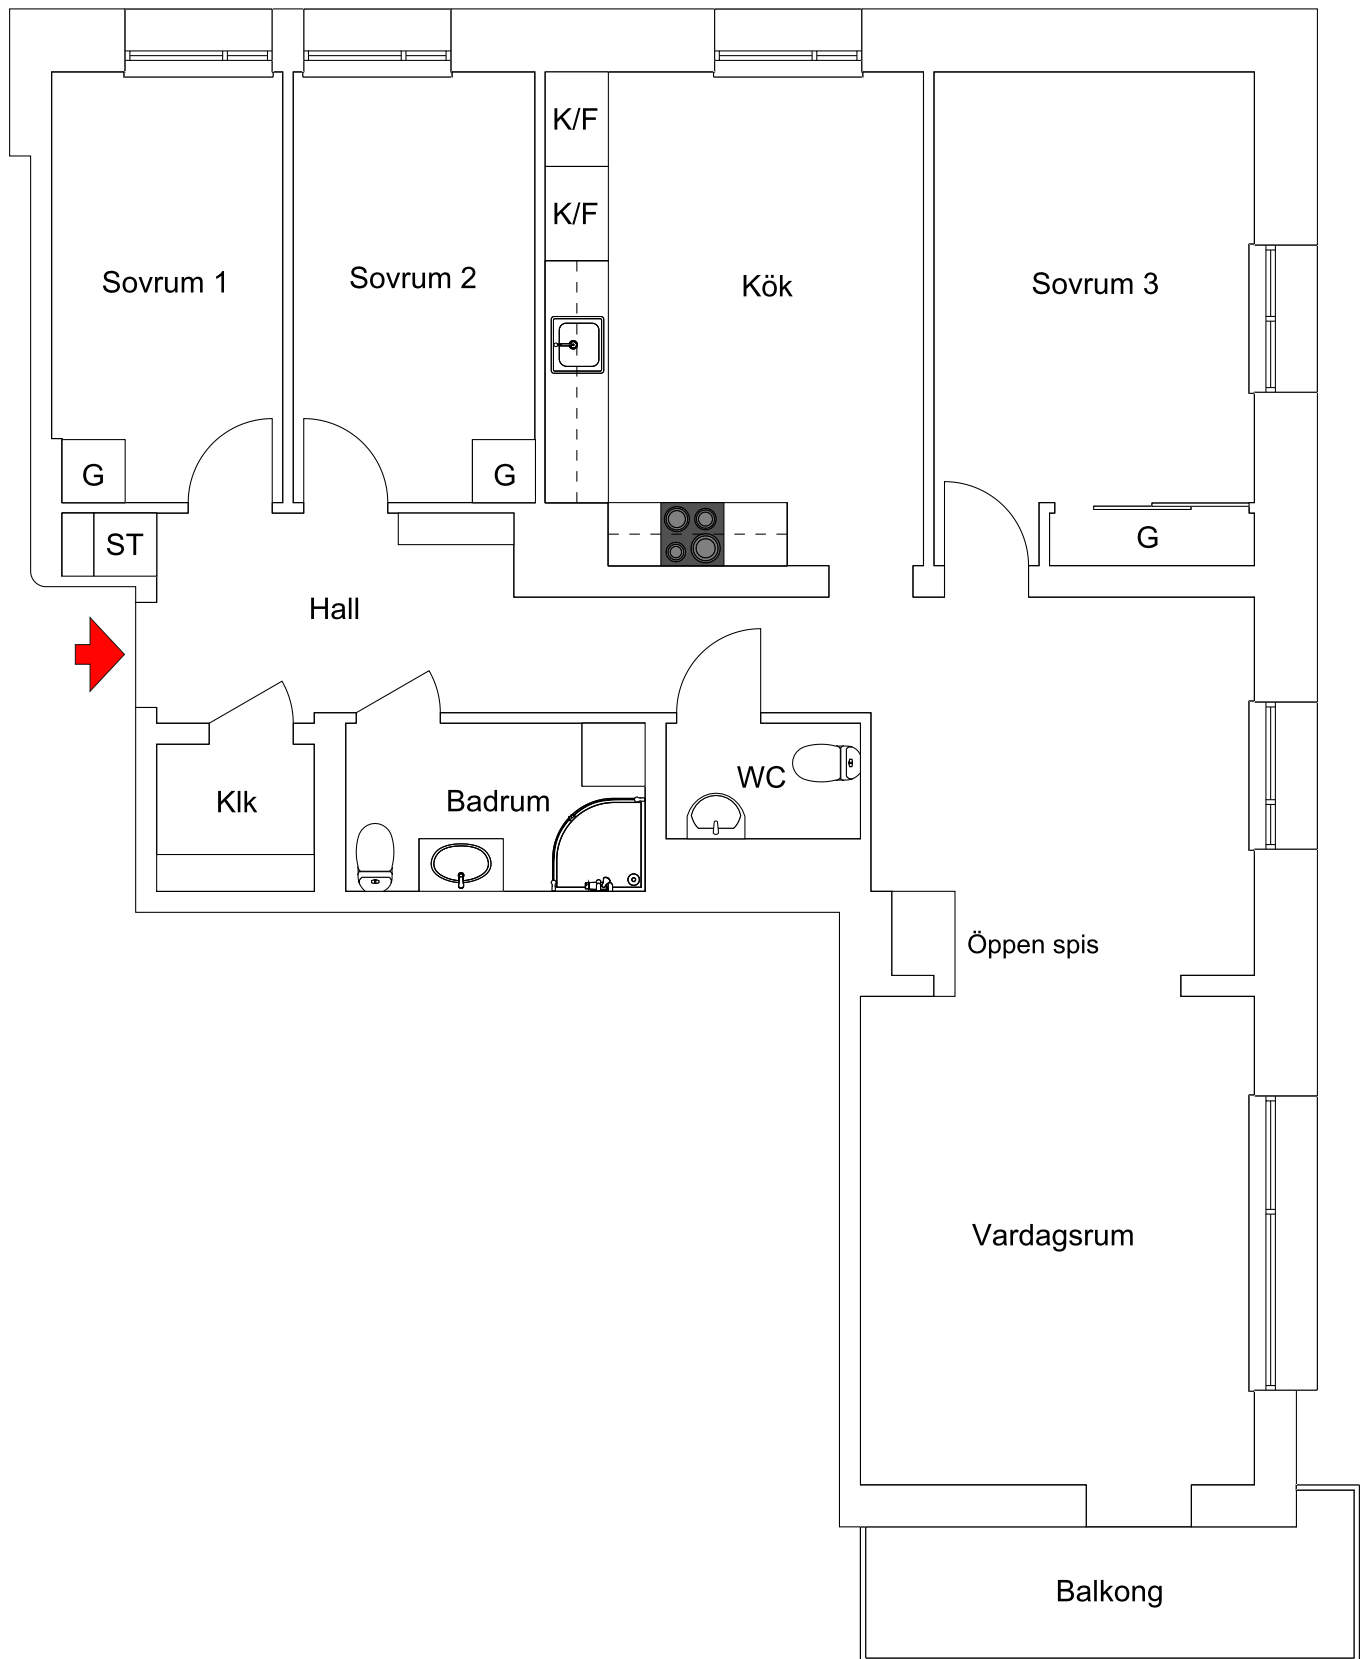 K/F
K/F
Sovrum 1
Sovrum 2
Kök
Sovrum 3
G
G
ST
G
Hall
Klk
Badrum
WC
Öppen spis
Vardagsrum
Balkong